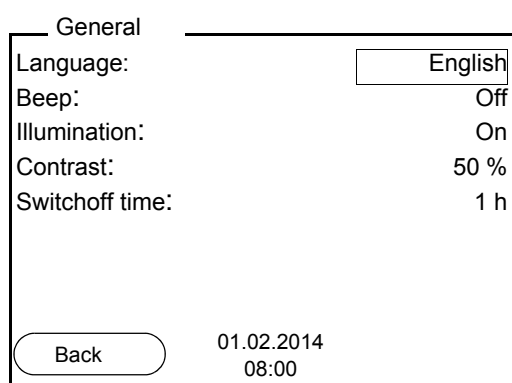 General
Language: English
Beep: Off
Illumination: On
Contrast: 50 %
Switchoff time: 1 h
Back
01.02.2014
08:00